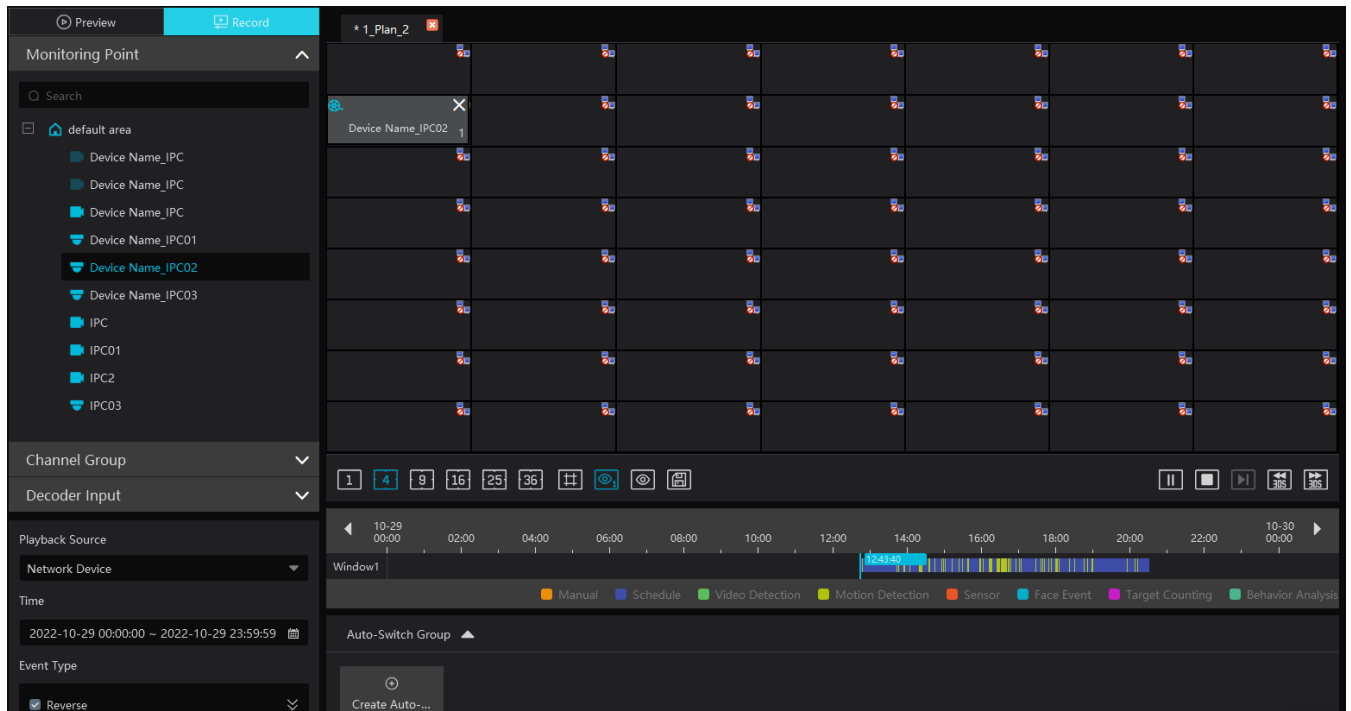 Preview Record
* 1_Plan_2
Monitoring Point
Search
default area
Device Name_IPC
Device Name_IPC
Device Name_IPC
Device Name_IPC01
Device Name_IPC02
Device Name_IPC03
IPC
IPC01
IPC2
IPC03
Channel Group
Decoder Input
Playback Source
Network Device
Time
2022-10-29 00:00:00 ~ 2022-10-29 23:59:59
Event Type
Reverse
Device Name_IPC02 1
1 4 9 16 25 36 1 30S 30S
10-29 10-30
00:00 02:00 04:00 06:00 08:00 10:00 12:00 14:00 16:00 18:00 20:00 22:00 00:00
Window1 12:43:40
Manual Schedule Video Detection Motion Detection Sensor Face Event Target Counting Behavior Analysis
Auto-Switch Group
Create Auto-...